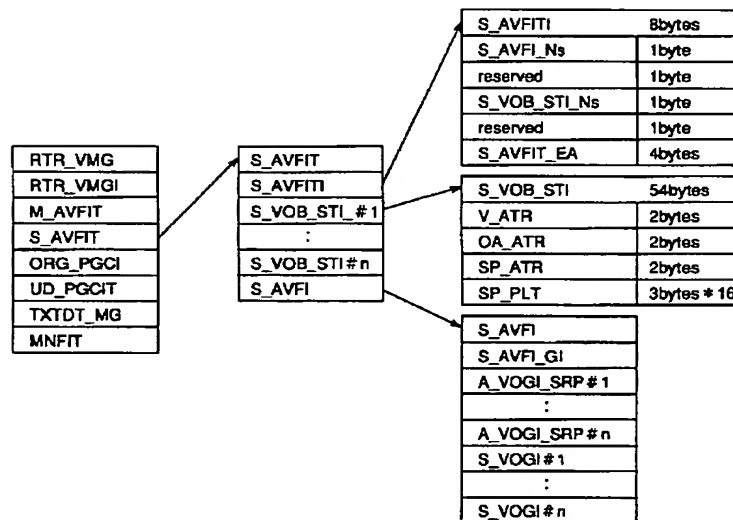 RTR_VMG
RTR_VMGI
M_AVFIT
S_AVFIT
ORG_PGCI
UD_PGCIT
TXTDT_MG
MNFIT
S_AVFIT
S_AVFITI
S_VOB_STI_#1
:
S_VOB_STI#n
S_AVFI
S_AVFITI 8bytes
S_AVFI_Ns 1byte
reserved 1byte
S_VOB_STI_Ns 1byte
reserved 1byte
S_AVFIT_EA 4bytes
S_VOB_STI 54bytes
V_ATR 2bytes
OA_ATR 2bytes
SP_ATR 2bytes
SP_PLT 3bytes*16
S_AVFI
S_AVFI_GI
A_VOGI_SRP#1
:
A_VOGI_SRP#n
S_VOGI#1
:
S_VOGI#n